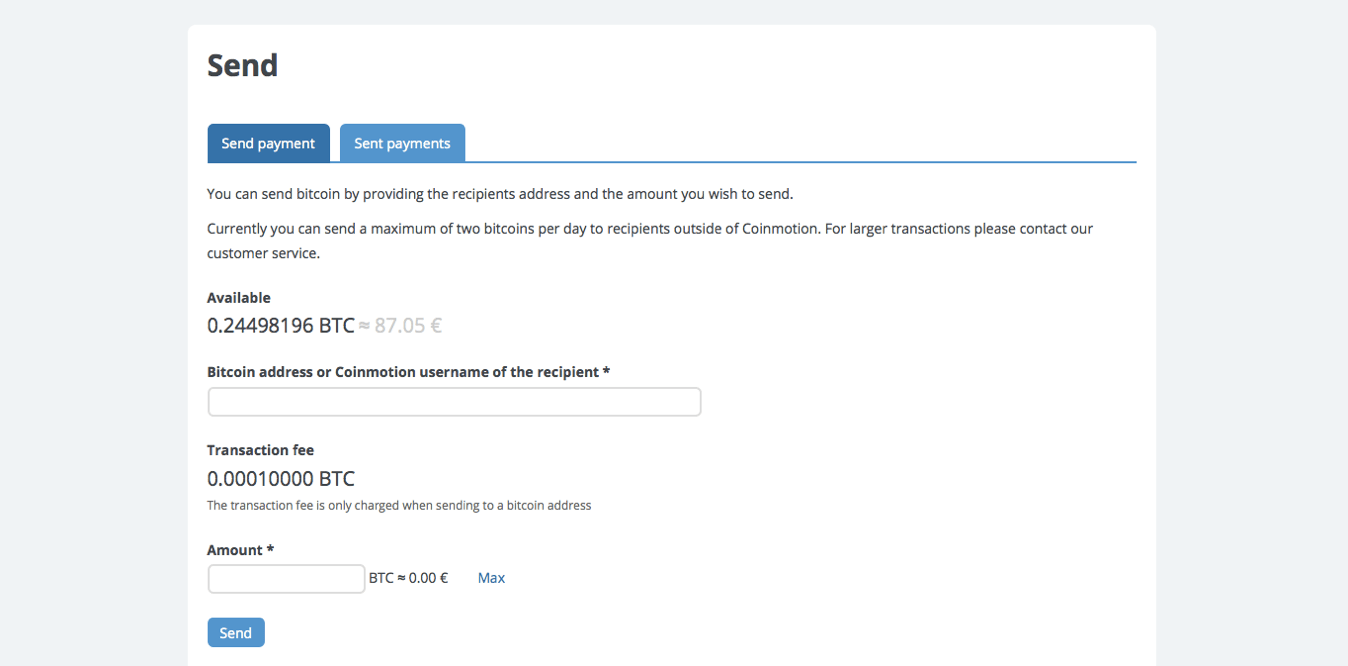 Send
Send payment
Sent payments
You can send bitcoin by providing the recipients address and the amount you wish to send.
Currently you can send a maximum of two bitcoins per day to recipients outside of Coinmotion. For larger transactions please contact our
customer service.
Available
0.24498196 BTC ≈ 87.05 €
Bitcoin address or Coinmotion username of the recipient *
Transaction fee
0.00010000 BTC
The transaction fee is only charged when sending to a bitcoin address
Amount *
BTC ≈ 0.00 € Max
Send